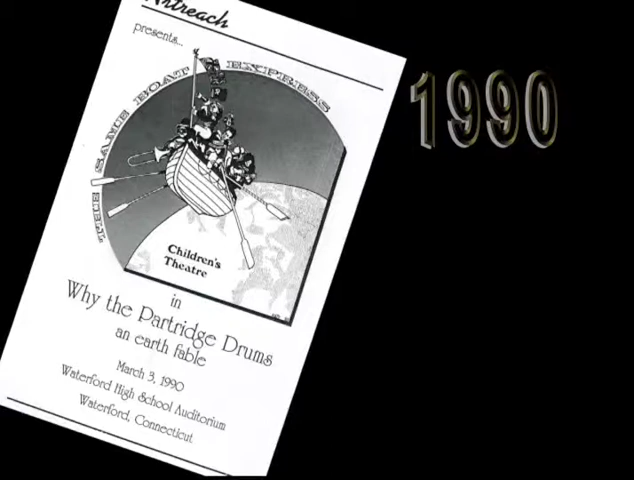 Artreach
presents...
THE SAME BOAT EXPRESS
Children's
Theatre
in
Why the Partridge Drums
an earth fable
March 3, 1990
Waterford High School Auditorium
Waterford, Connecticut
1990